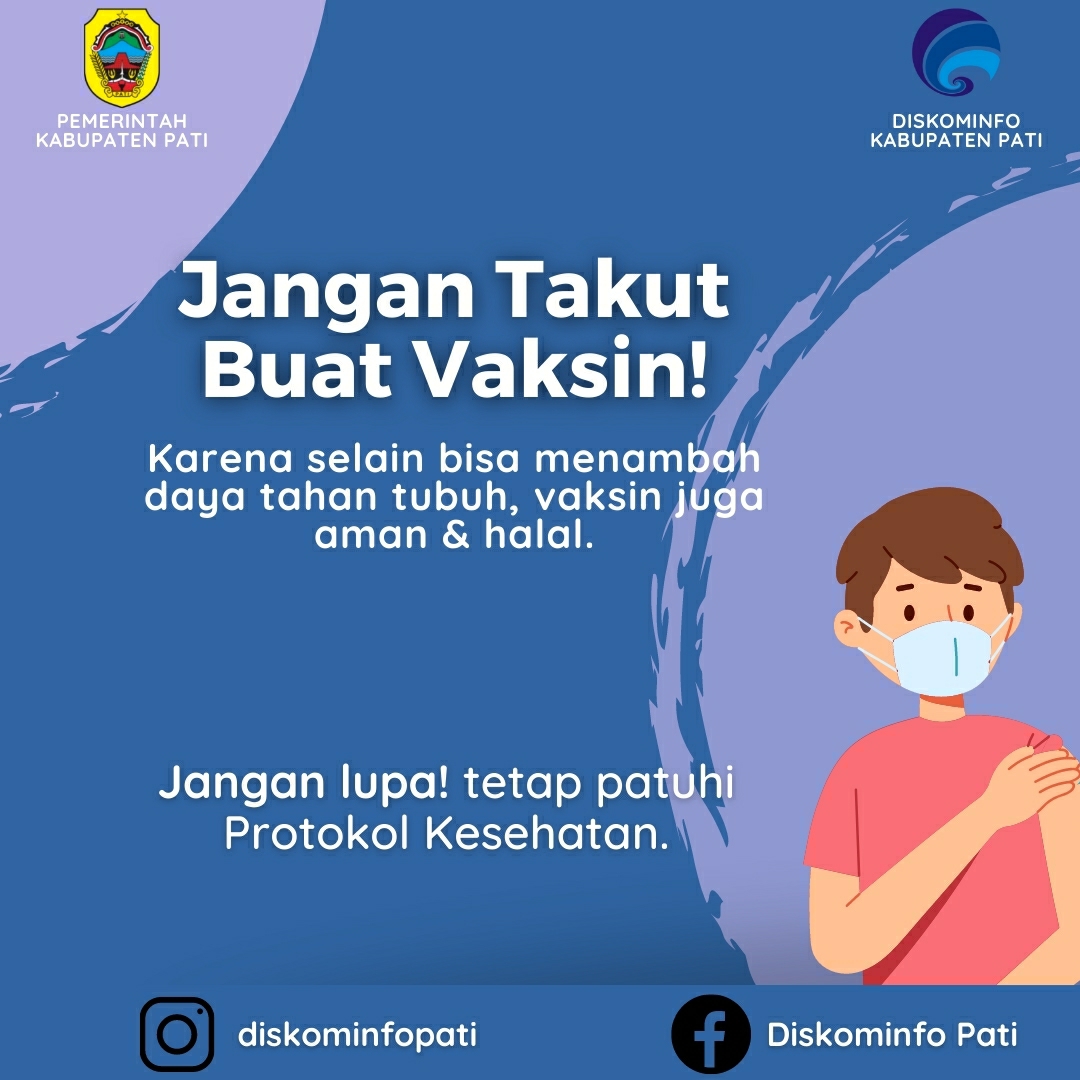 PEMERINTAH
KABUPATEN PATI
DISKOMINFO
KABUPATEN PATI
PATI
Jangan Takut
Buat Vaksin!
Karena selain bisa menambah
daya tahan tubuh, vaksin juga
aman & halal.
Jangan lupa! tetap patuhi
Protokol Kesehatan.
diskominfopati
Diskominfo Pati